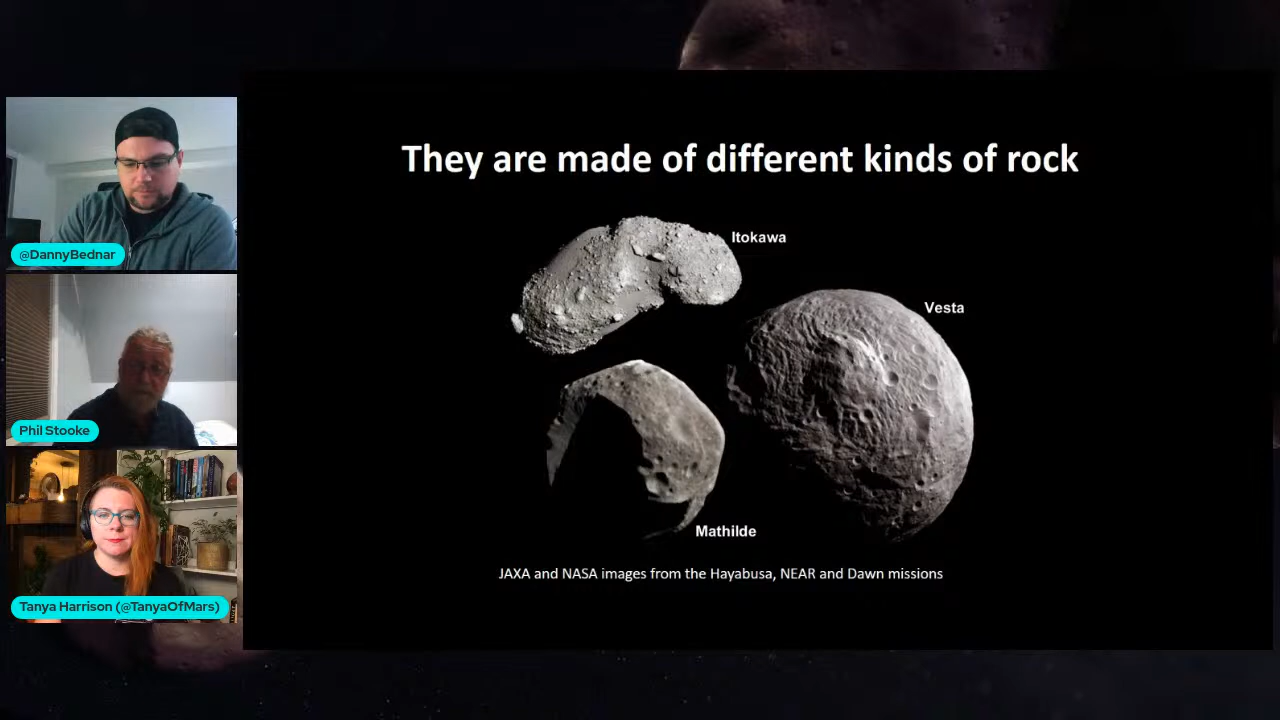 They are made of different kinds of rock
Itokawa
Vesta
Mathilde
JAXA and NASA images from the Hayabusa, NEAR and Dawn missions
@DannyBednar
Phil Stooke
Tanya Harrison (@TanyaOfMars)